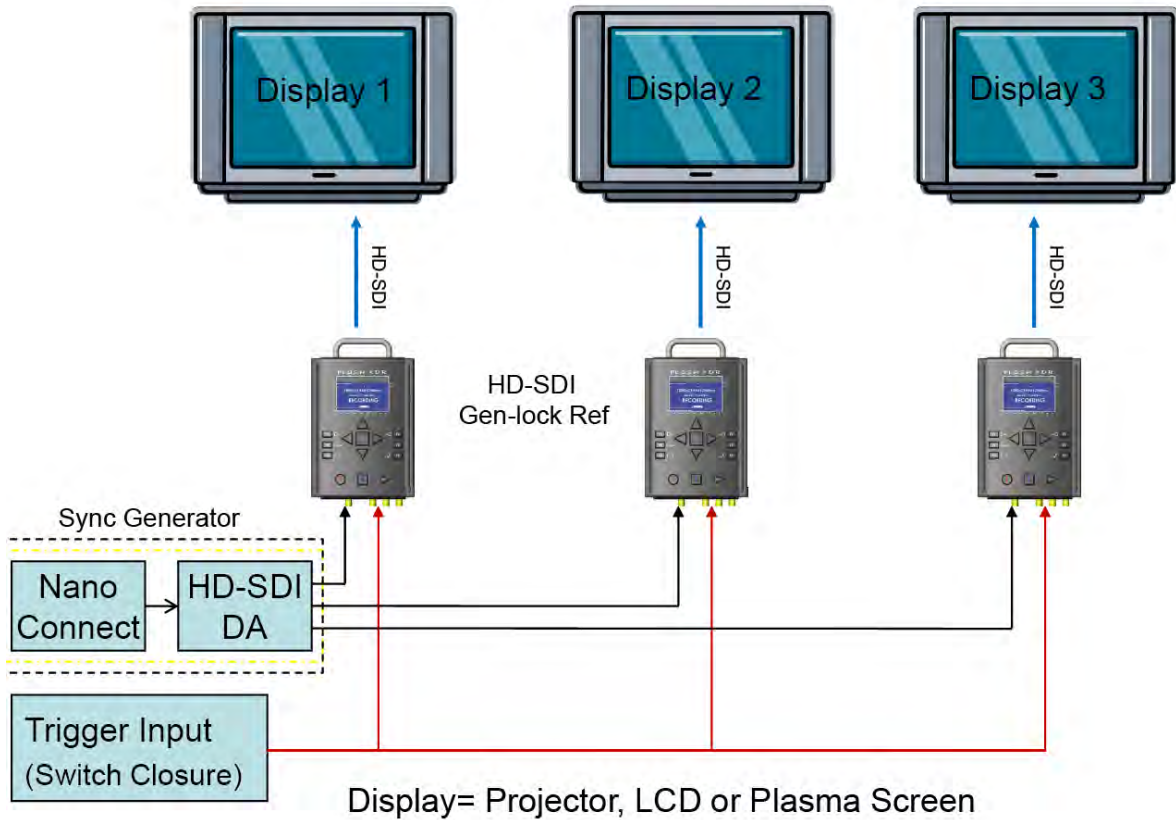 Display 1
Display 2
Display 3
HD-SDI
HD-SDI
HD-SDI
HD-SDI
Gen-lock Ref
Sync Generator
Nano
Connect
HD-SDI
DA
Trigger Input
(Switch Closure)
Display= Projector, LCD or Plasma Screen